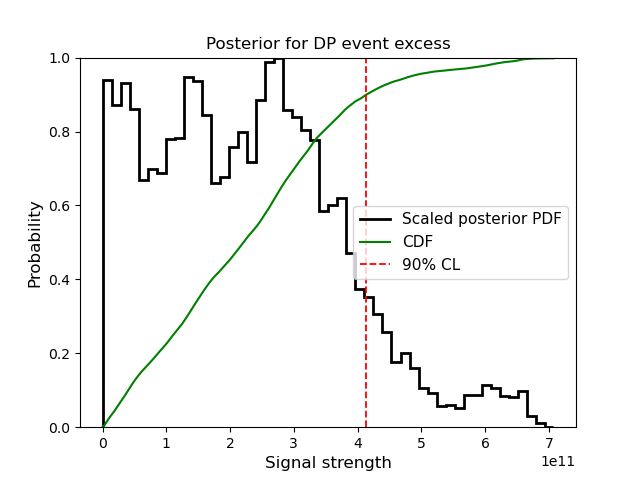 Posterior for DP event excess
Probability
1.0
0.8
0.6
0.4
0.2
0.0
Scaled posterior PDF
CDF
90% CL
0 1 2 3 4 5 6 7
1e11
Signal strength